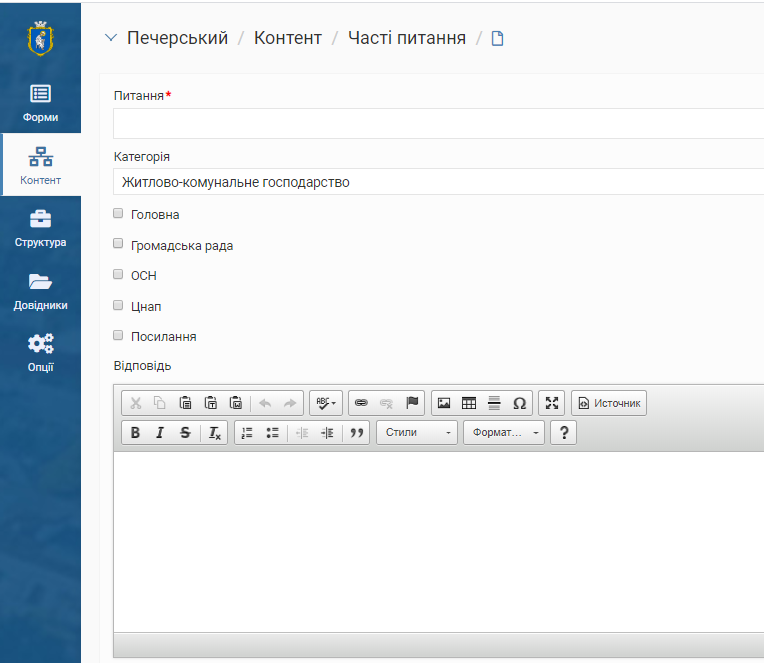 Печерський / Контент / Часті питання /
Форми
Контент
Структура
Довідники
Опції
Питання*
Категорія
Житлово-комунальне господарство
Головна
Громадська рада
ОСН
Цнап
Посилання
Відповідь
ABC Ω Источник
B I S Tx Стили Формат... ?